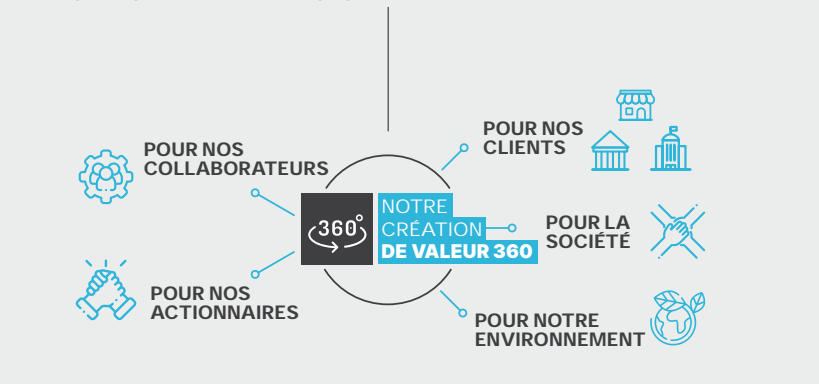 POUR NOS
COLLABORATEURS
POUR NOS
ACTIONNAIRES
360°
NOTRE
CRÉATION
DE VALEUR 360
POUR NOS
CLIENTS
POUR LA
SOCIÉTÉ
POUR NOTRE
ENVIRONNEMENT